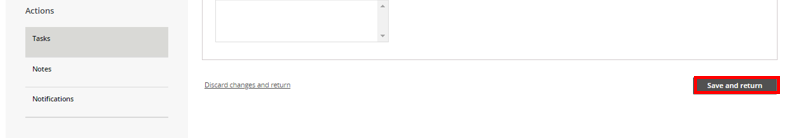 Actions
Tasks
Notes
Notifications
Discard changes and return
Save and return